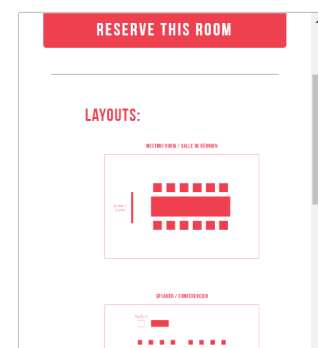 RESERVE THIS ROOM
LAYOUTS:
MEETING ROOM / SALLE DE RÉUNION
SPEAKER / CONFÉRENCIER